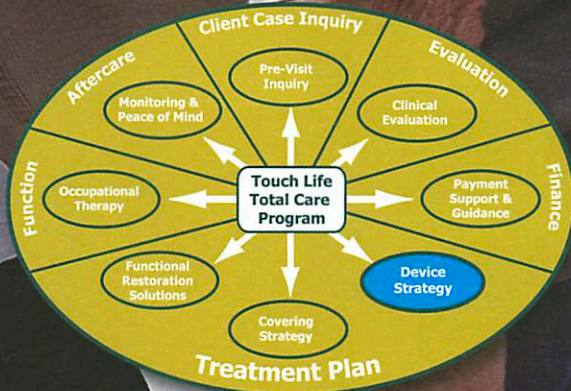 Client Case Inquiry
Pre-Visit
Inquiry
Evaluation
Clinical
Evaluation
Finance
Payment
Support &
Guidance
Device
Strategy
Treatment Plan
Covering
Strategy
Functional
Restoration
Solutions
Function
Occupational
Therapy
Aftercare
Monitoring &
Peace of Mind
Touch Life
Total Care
Program